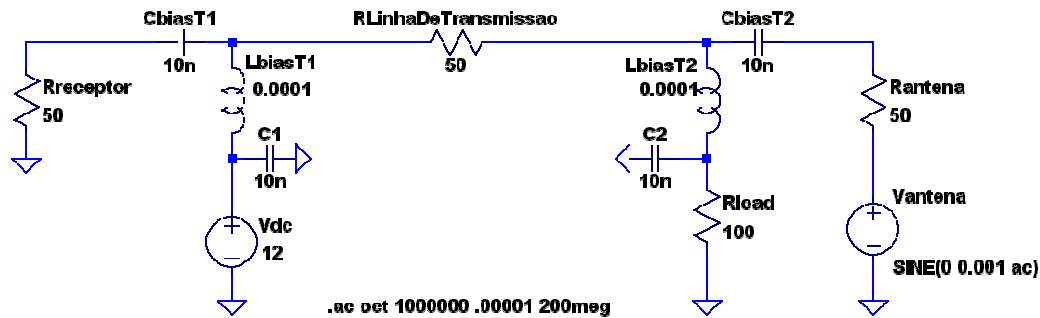 CbiasT1
RLinhaDeTransmissao
CbiasT2
10n
50
10n
Rreceptor
50
LbiasT1
0.0001
LbiasT2
0.0001
Rantena
50
C1
10n
C2
10n
Vdc
12
Rload
100
Vantena
SINE(0 0.001 ac)
.ac oct 1000000 .00001 200meg